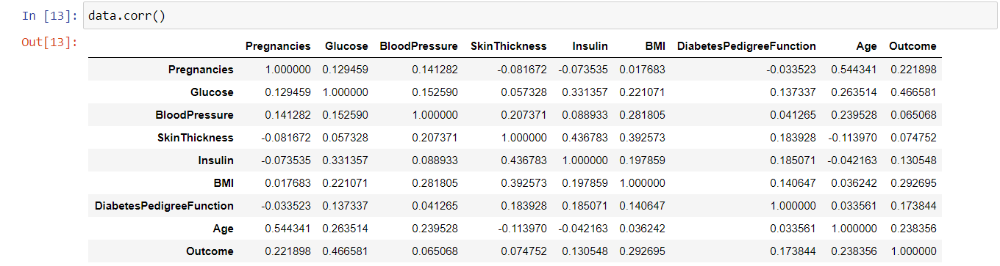 In [13]: data.corr()
Out[13]:
Pregnancies Glucose BloodPressure SkinThickness Insulin BMI DiabetesPedigreeFunction Age Outcome
Pregnancies 1.000000 0.129459 0.141282 -0.081672 -0.073535 0.017683 -0.033523 0.544341 0.221898
Glucose 0.129459 1.000000 0.152590 0.057328 0.331357 0.221071 0.137337 0.263514 0.466581
BloodPressure 0.141282 0.152590 1.000000 0.207371 0.088933 0.281805 0.041265 0.239528 0.065068
SkinThickness -0.081672 0.057328 0.207371 1.000000 0.436783 0.392573 0.183928 -0.113970 0.074752
Insulin -0.073535 0.331357 0.088933 0.436783 1.000000 0.197859 0.185071 -0.042163 0.130548
BMI 0.017683 0.221071 0.281805 0.392573 0.197859 1.000000 0.140647 0.036242 0.292695
DiabetesPedigreeFunction -0.033523 0.137337 0.041265 0.183928 0.185071 0.140647 1.000000 0.033561 0.173844
Age 0.544341 0.263514 0.239528 -0.113970 -0.042163 0.036242 0.033561 1.000000 0.238356
Outcome 0.221898 0.466581 0.065068 0.074752 0.130548 0.292695 0.173844 0.238356 1.000000